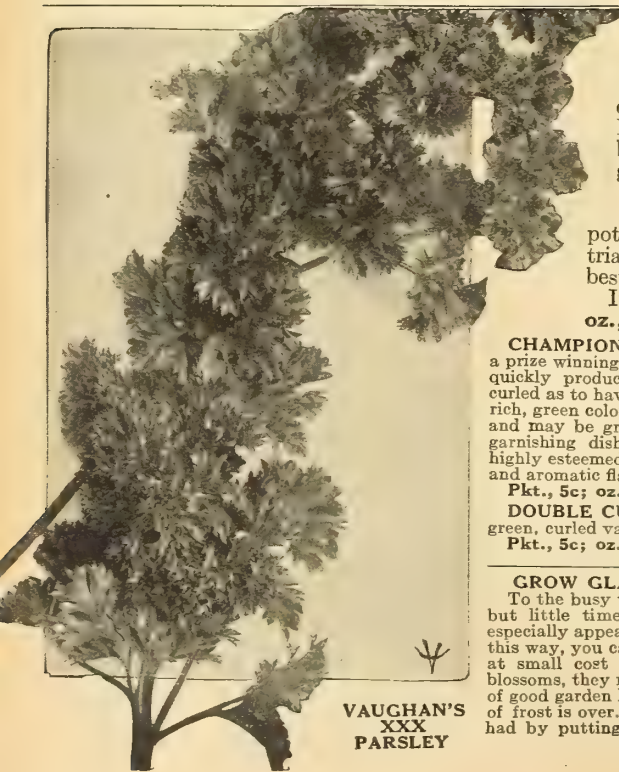 pot
tria
bes
I
oz.,
CHAMPION
a prize winning
quickly produc
curled as to hav
rich, green colo
and may be gr
garnishing dish
highly esteemed
and aromatic fla
Pkt., 5c; oz.
DOUBLE CU
green, curled va
Pkt., 5c; oz.
GROW GLA
To the busy
but little time
especially appea
this way, you ca
at small cost
blossoms, they
of good garden
of frost is over.
had by putting
VAUGHAN'S
XXX
PARSLEY